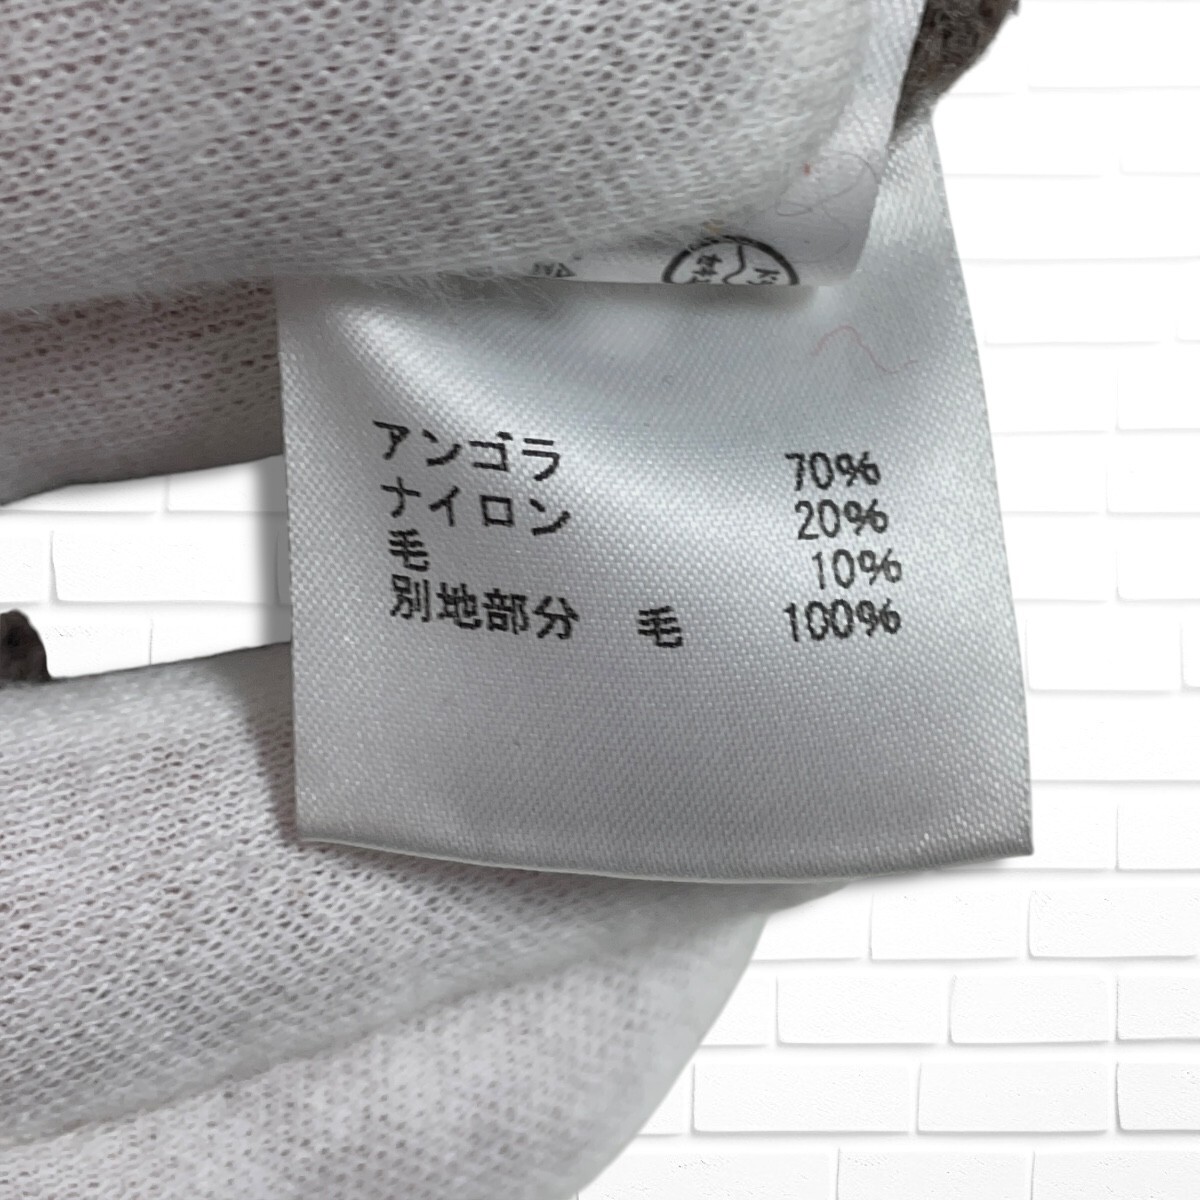 アンゴラ 70%
ナイロン 20%
毛 10%
別地部分 毛 100%